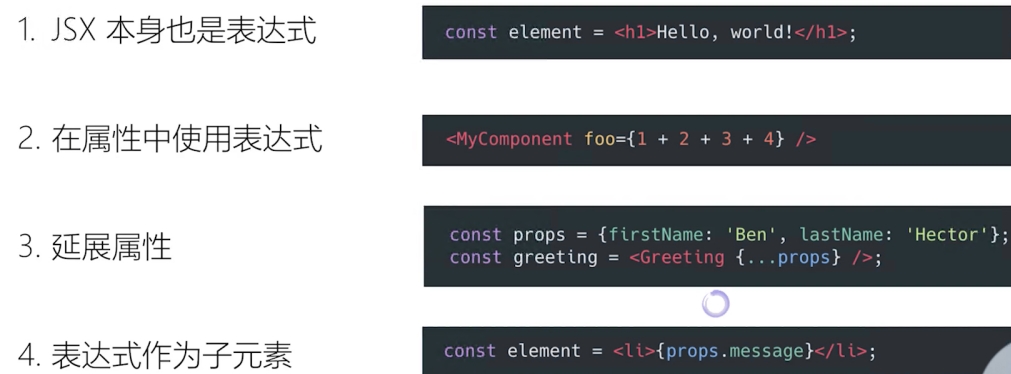 1. JSX 本身也是表达式
const element = <h1>Hello, world!</h1>;
2. 在属性中使用表达式
<MyComponent foo={1 + 2 + 3 + 4} />
3. 延展属性
const props = {firstName: 'Ben', lastName: 'Hector'};
const greeting = <Greeting {...props} />;
4. 表达式作为子元素
const element = <li>{props.message}</li>;